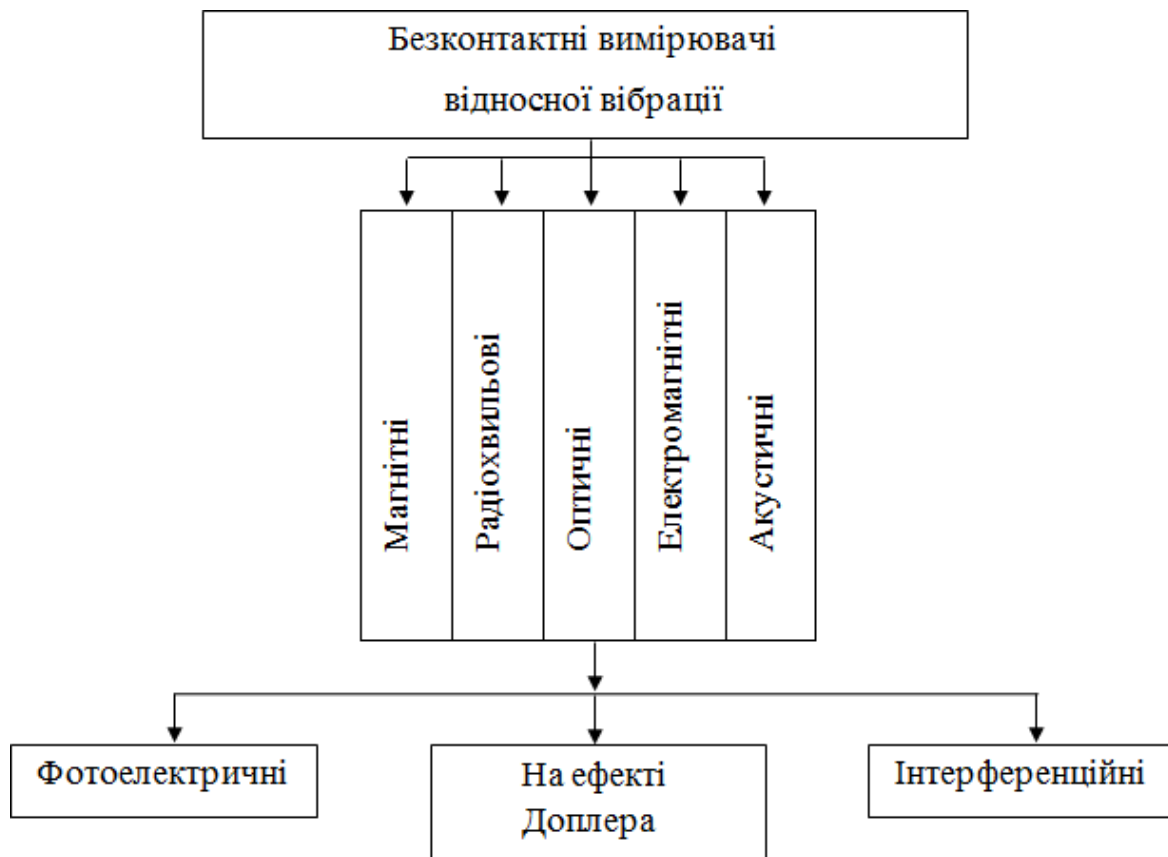 Безконтактні вимірювачі
відносної вібрації
Магнітні
Радіохвильові
Оптичні
Електромагнітні
Акустичні
Фотоелектричні
На ефекті
Доплера
Інтерференційні